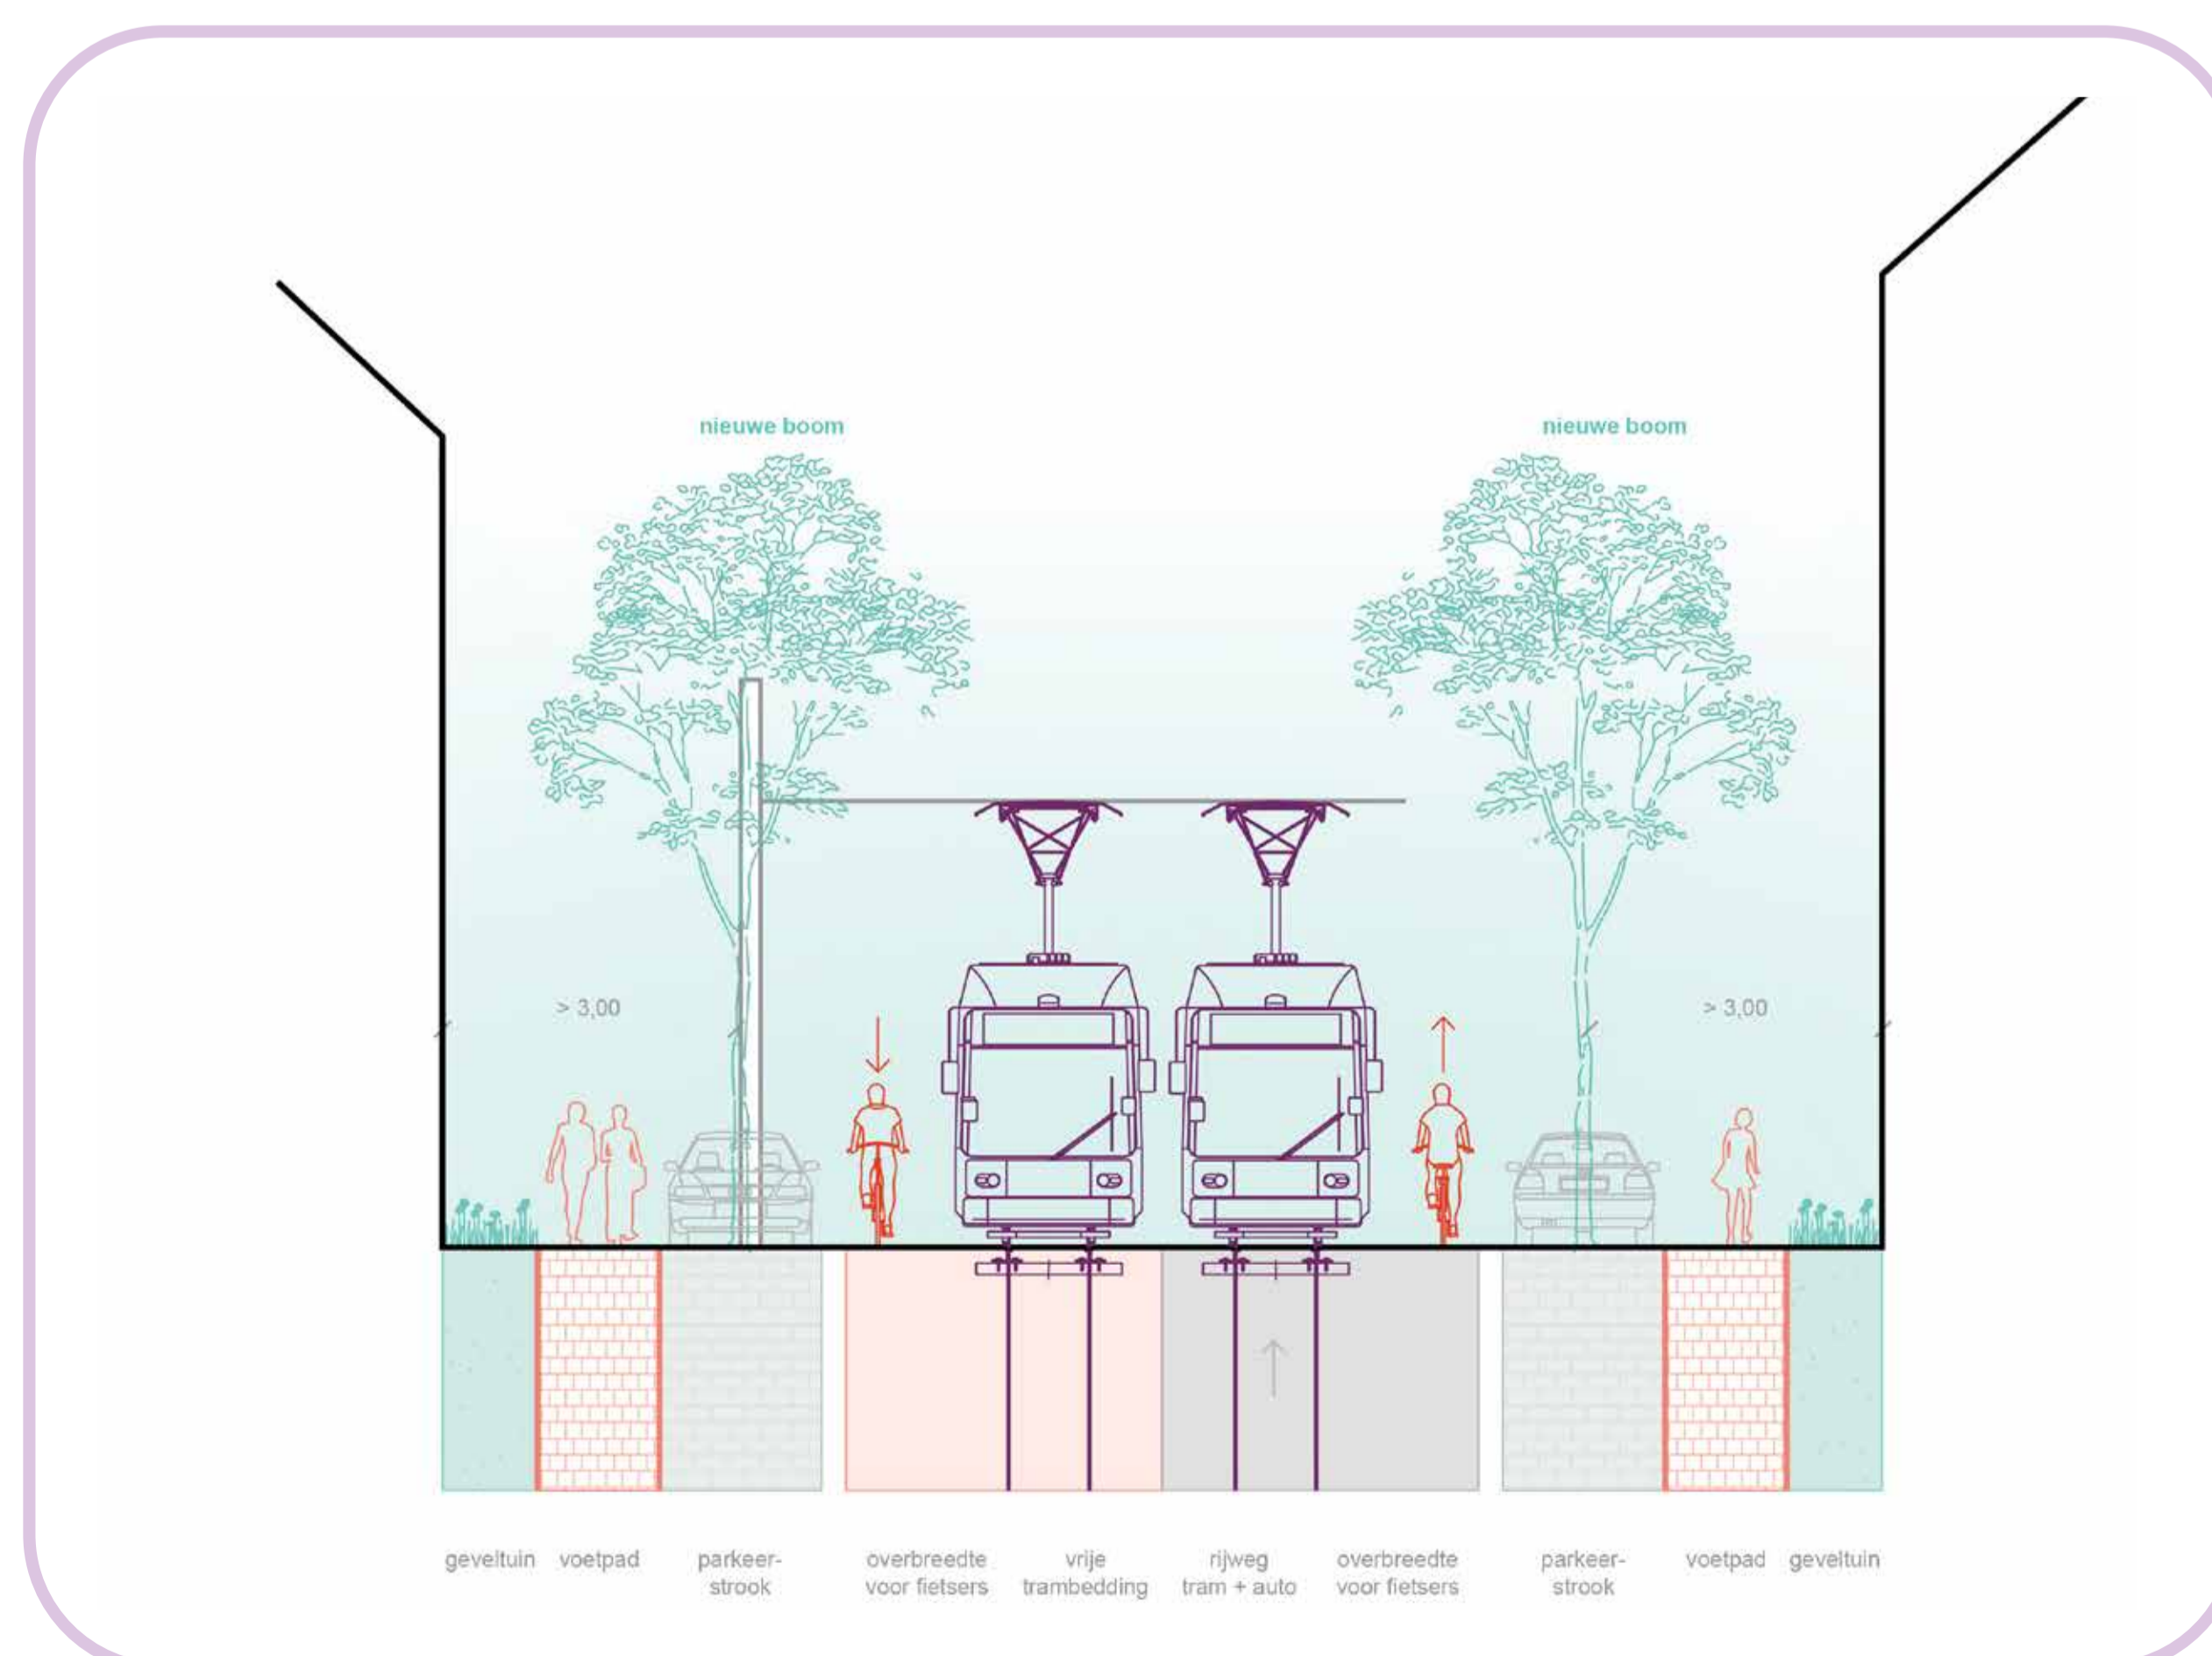 nieuwe boom
nieuwe boom
> 3,00
> 3,00
geveltuin
voetpad
parkeer-
strook
overbreedte
voor fietsers
vrije
trambedding
rijweg
tram + auto
overbreedte
voor fietsers
parkeer-
strook
voetpad
geveltuin